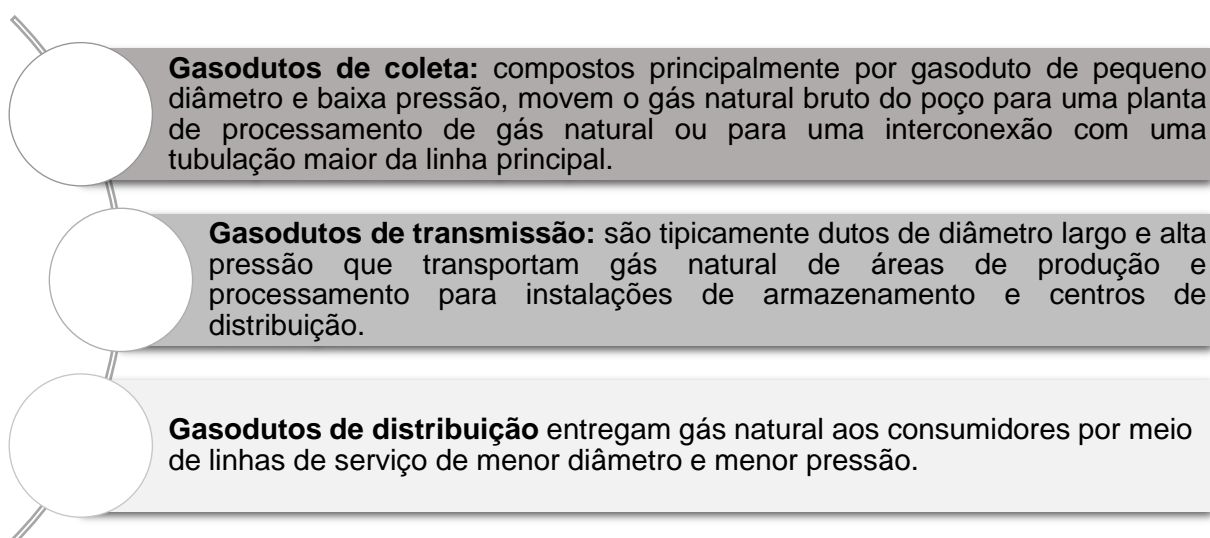 Gasodutos de coleta: compostos principalmente por gasoduto de pequeno
diâmetro e baixa pressão, movem o gás natural bruto do poço para uma planta
de processamento de gás natural ou para uma interconexão com uma
tubulação maior da linha principal.
Gasodutos de transmissão: são tipicamente dutos de diâmetro largo e alta
pressão que transportam gás natural de áreas de produção e
processamento para instalações de armazenamento e centros de
distribuição.
Gasodutos de distribuição entregam gás natural aos consumidores por meio
de linhas de serviço de menor diâmetro e menor pressão.